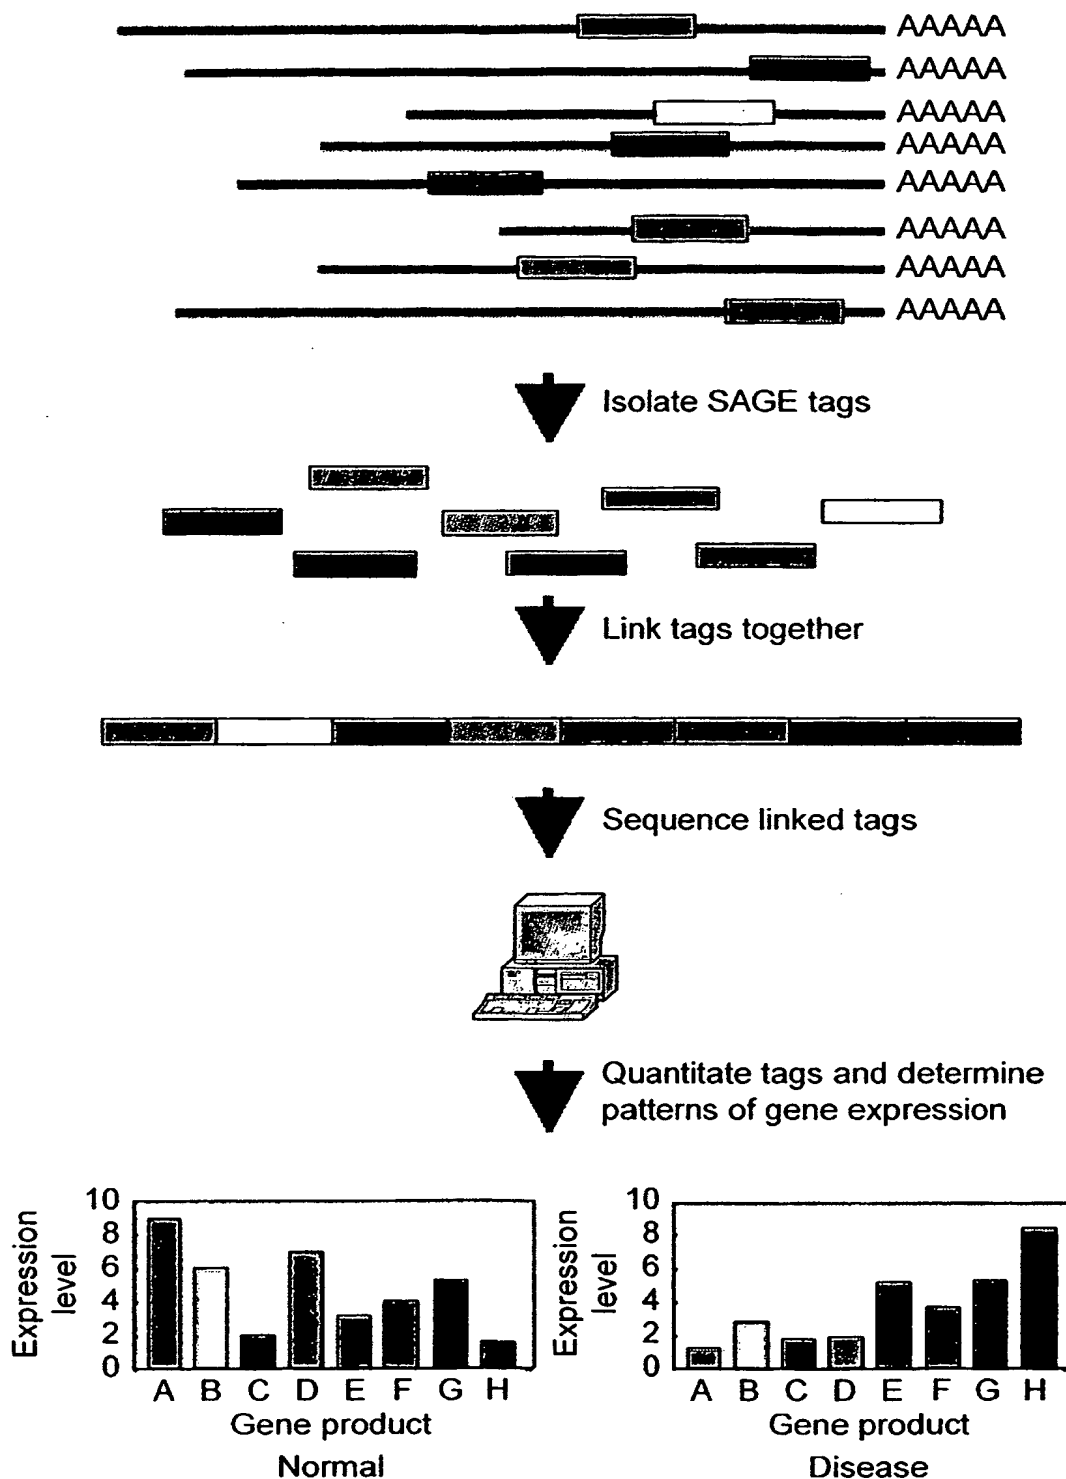 AAAAA
AAAAA
AAAAA
AAAAA
AAAAA
AAAAA
AAAAA
AAAAA
Isolate SAGE tags
Link tags together
Sequence linked tags
Quantitate tags and determine
patterns of gene expression
Expression
level
10
8
6
4
2
0
A B C D E F G H
Gene product
Normal
Expression
level
10
8
6
4
2
0
A B C D E F G H
Gene product
Disease